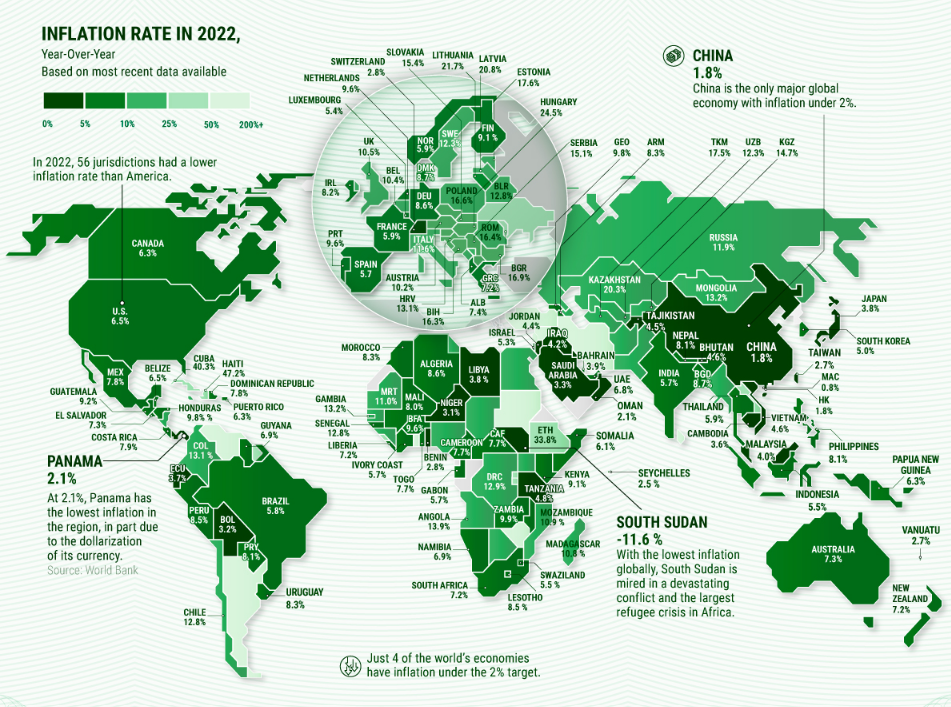 INFLATION RATE IN 2022,
Year-Over-Year
Based on most recent data available
0% 5% 10% 25% 50% 200%+
In 2022, 56 jurisdictions had a lower
inflation rate than America.
CHINA
1.8%
China is the only major global
economy with inflation under 2%.
SLOVAKIA
15.4%
LITHUANIA
21.7%
LATVIA
20.8%
SWITZERLAND
2.8%
ESTONIA
17.6%
NETHERLANDS
9.6%
LUXEMBOURG
5.4%
HUNGARY
24.5%
UK
10.5%
BEL
10.4%
IRL
8.2%
PRT
9.6%
NOR
5.9%
SWE
12.3%
FIN
9.1 %
DMK
8.7%
DEU
8.6%
POLAND
16.6%
BLR
12.8%
FRANCE
5.9%
ITALY
11.6%
ROM
16.4%
SPAIN
5.7
AUSTRIA
10.2%
HRV
13.1%
BIH
16.3%
ALB
7.4%
GRC
7.2%
BGR
16.9%
SERBIA
15.1%
GEO
9.8%
ARM
8.3%
TKM
17.5%
UZB
12.3%
KGZ
14.7%
CANADA
6.3%
U.S.
6.5%
MEX
7.8%
BELIZE
6.5%
CUBA
40.3%
HAITI
47.2%
DOMINICAN REPUBLIC
7.8%
GUATEMALA
9.2%
HONDURAS
9.8% %
PUERTO RICO
6.3%
EL SALVADOR
7.3%
GUYANA
6.9%
COSTA RICA
7.9%
PANAMA
2.1%
At 2.1%, Panama has
the lowest inflation in
the region, in part due
to the dollarization
of its currency.
Source: World Bank
COL
13.1 %
ECU
3.7%
PERU
8.5%
BRAZIL
5.8%
BOL
3.2%
PRY
8.1%
URUGUAY
8.3%
CHILE
12.8%
RUSSIA
11.9%
KAZAKHSTAN
20.3%
MONGOLIA
13.2%
TAJIKISTAN
4.5%
NEPAL
8.1%
BHUTAN
4.6%
CHINA
1.8%
JAPAN
3.8%
SOUTH KOREA
5.0%
TAIWAN
2.7%
MAC
0.8%
HK
1.8%
INDIA
5.7%
BGD
8.7%
THAILAND
5.9%
VIETNAM
4.6%
CAMBODIA
3.6%
MALAYSIA
4.0%
PHILIPPINES
8.1%
PAPUA NEW
GUINEA
6.3%
INDONESIA
5.5%
VANUATU
2.7%
AUSTRALIA
7.3%
NEW
ZEALAND
7.2%
JORDAN
4.4%
ISRAEL
5.3%
IRAQ
4.2%
BAHRAIN
3.9%
SAUDI
ARABIA
3.3%
UAE
6.8%
OMAN
2.1%
MOROCCO
8.3%
ALGERIA
8.6%
LIBYA
3.8 %
MRT
11.0%
MALI
8.0%
NIGER
3.1%
GAMBIA
13.2%
BFA
9.6%
SENEGAL
12.8%
LIBERIA
7.2%
IVORY COAST
5.7%
TOGO
7.7%
BENIN
2.8%
CAMEROON
7.7%
CAF
7.7%
ETH
33.8%
SOMALIA
6.1%
GABON
5.7%
DRC
12.9%
KENYA
9.1%
SEYCHELLES
2.5 %
TANZANIA
4.8%
ANGOLA
13.9%
ZAMBIA
9.9%
MOZAMBIQUE
10.9 %
NAMIBIA
6.9%
MADAGASCAR
10.8 %
SOUTH AFRICA
7.2%
SWAZILAND
5.5 %
LESOTHO
8.5 %
SOUTH SUDAN
-11.6 %
With the lowest inflation
globally, South Sudan is
mired in a devastating
conflict and the largest
refugee crisis in Africa.
Just 4 of the world's economies
have inflation under the 2% target.